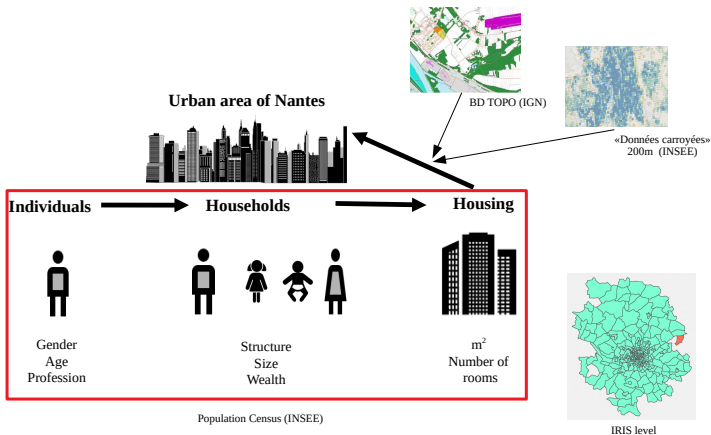 BD TOPO (IGN)
«Données carroyées»
200m (INSEE)
Urban area of Nantes
Individuals
Households
Housing
Gender
Age
Profession
Structure
Size
Wealth
m²
Number of
rooms
Population Census (INSEE)
IRIS level